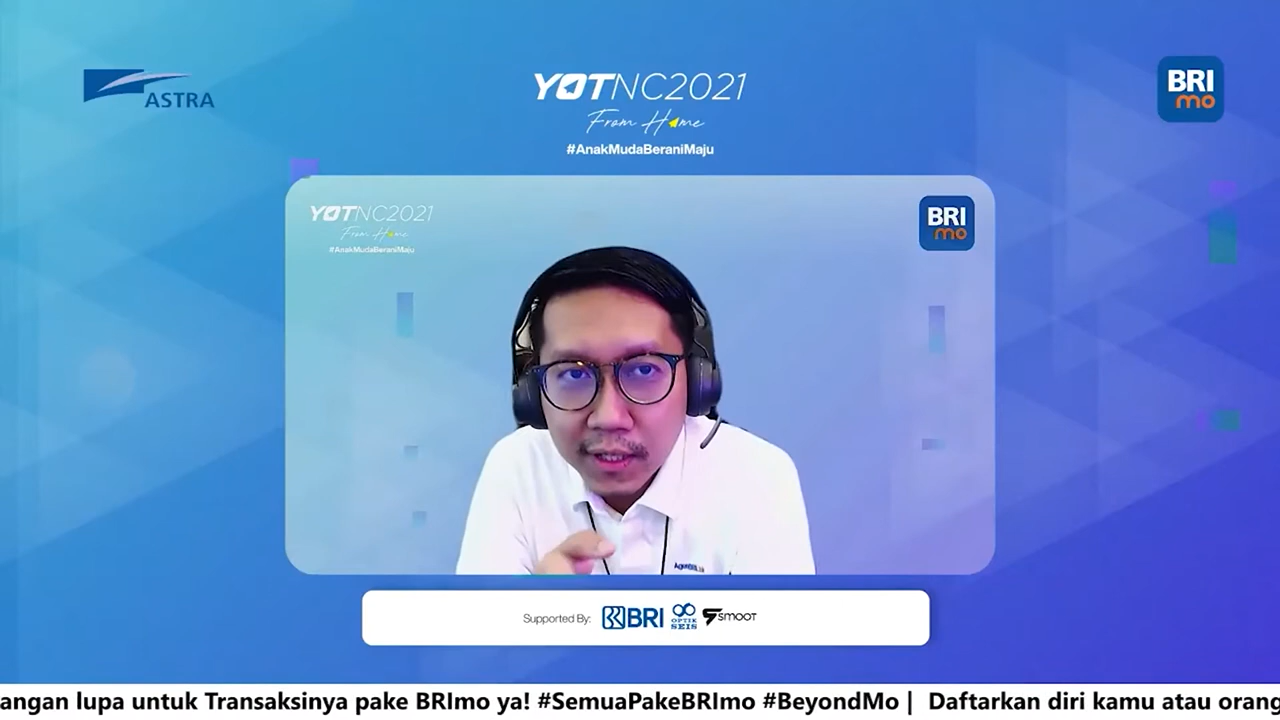 ASTRA
YOTNC2021
From Home
#AnakMudaBeraniMaju
BRI
mo
YOTNC2021
From Home
#AnakMudaBeraniMaju
BRI
mo
Supported By:
BRI
OPTIK
SEIS
SMOOT
angan lupa untuk Transaksinya pake BRImo ya! #SemuaPakeBRImo #BeyondMo | Daftarkan diri kamu atau orang